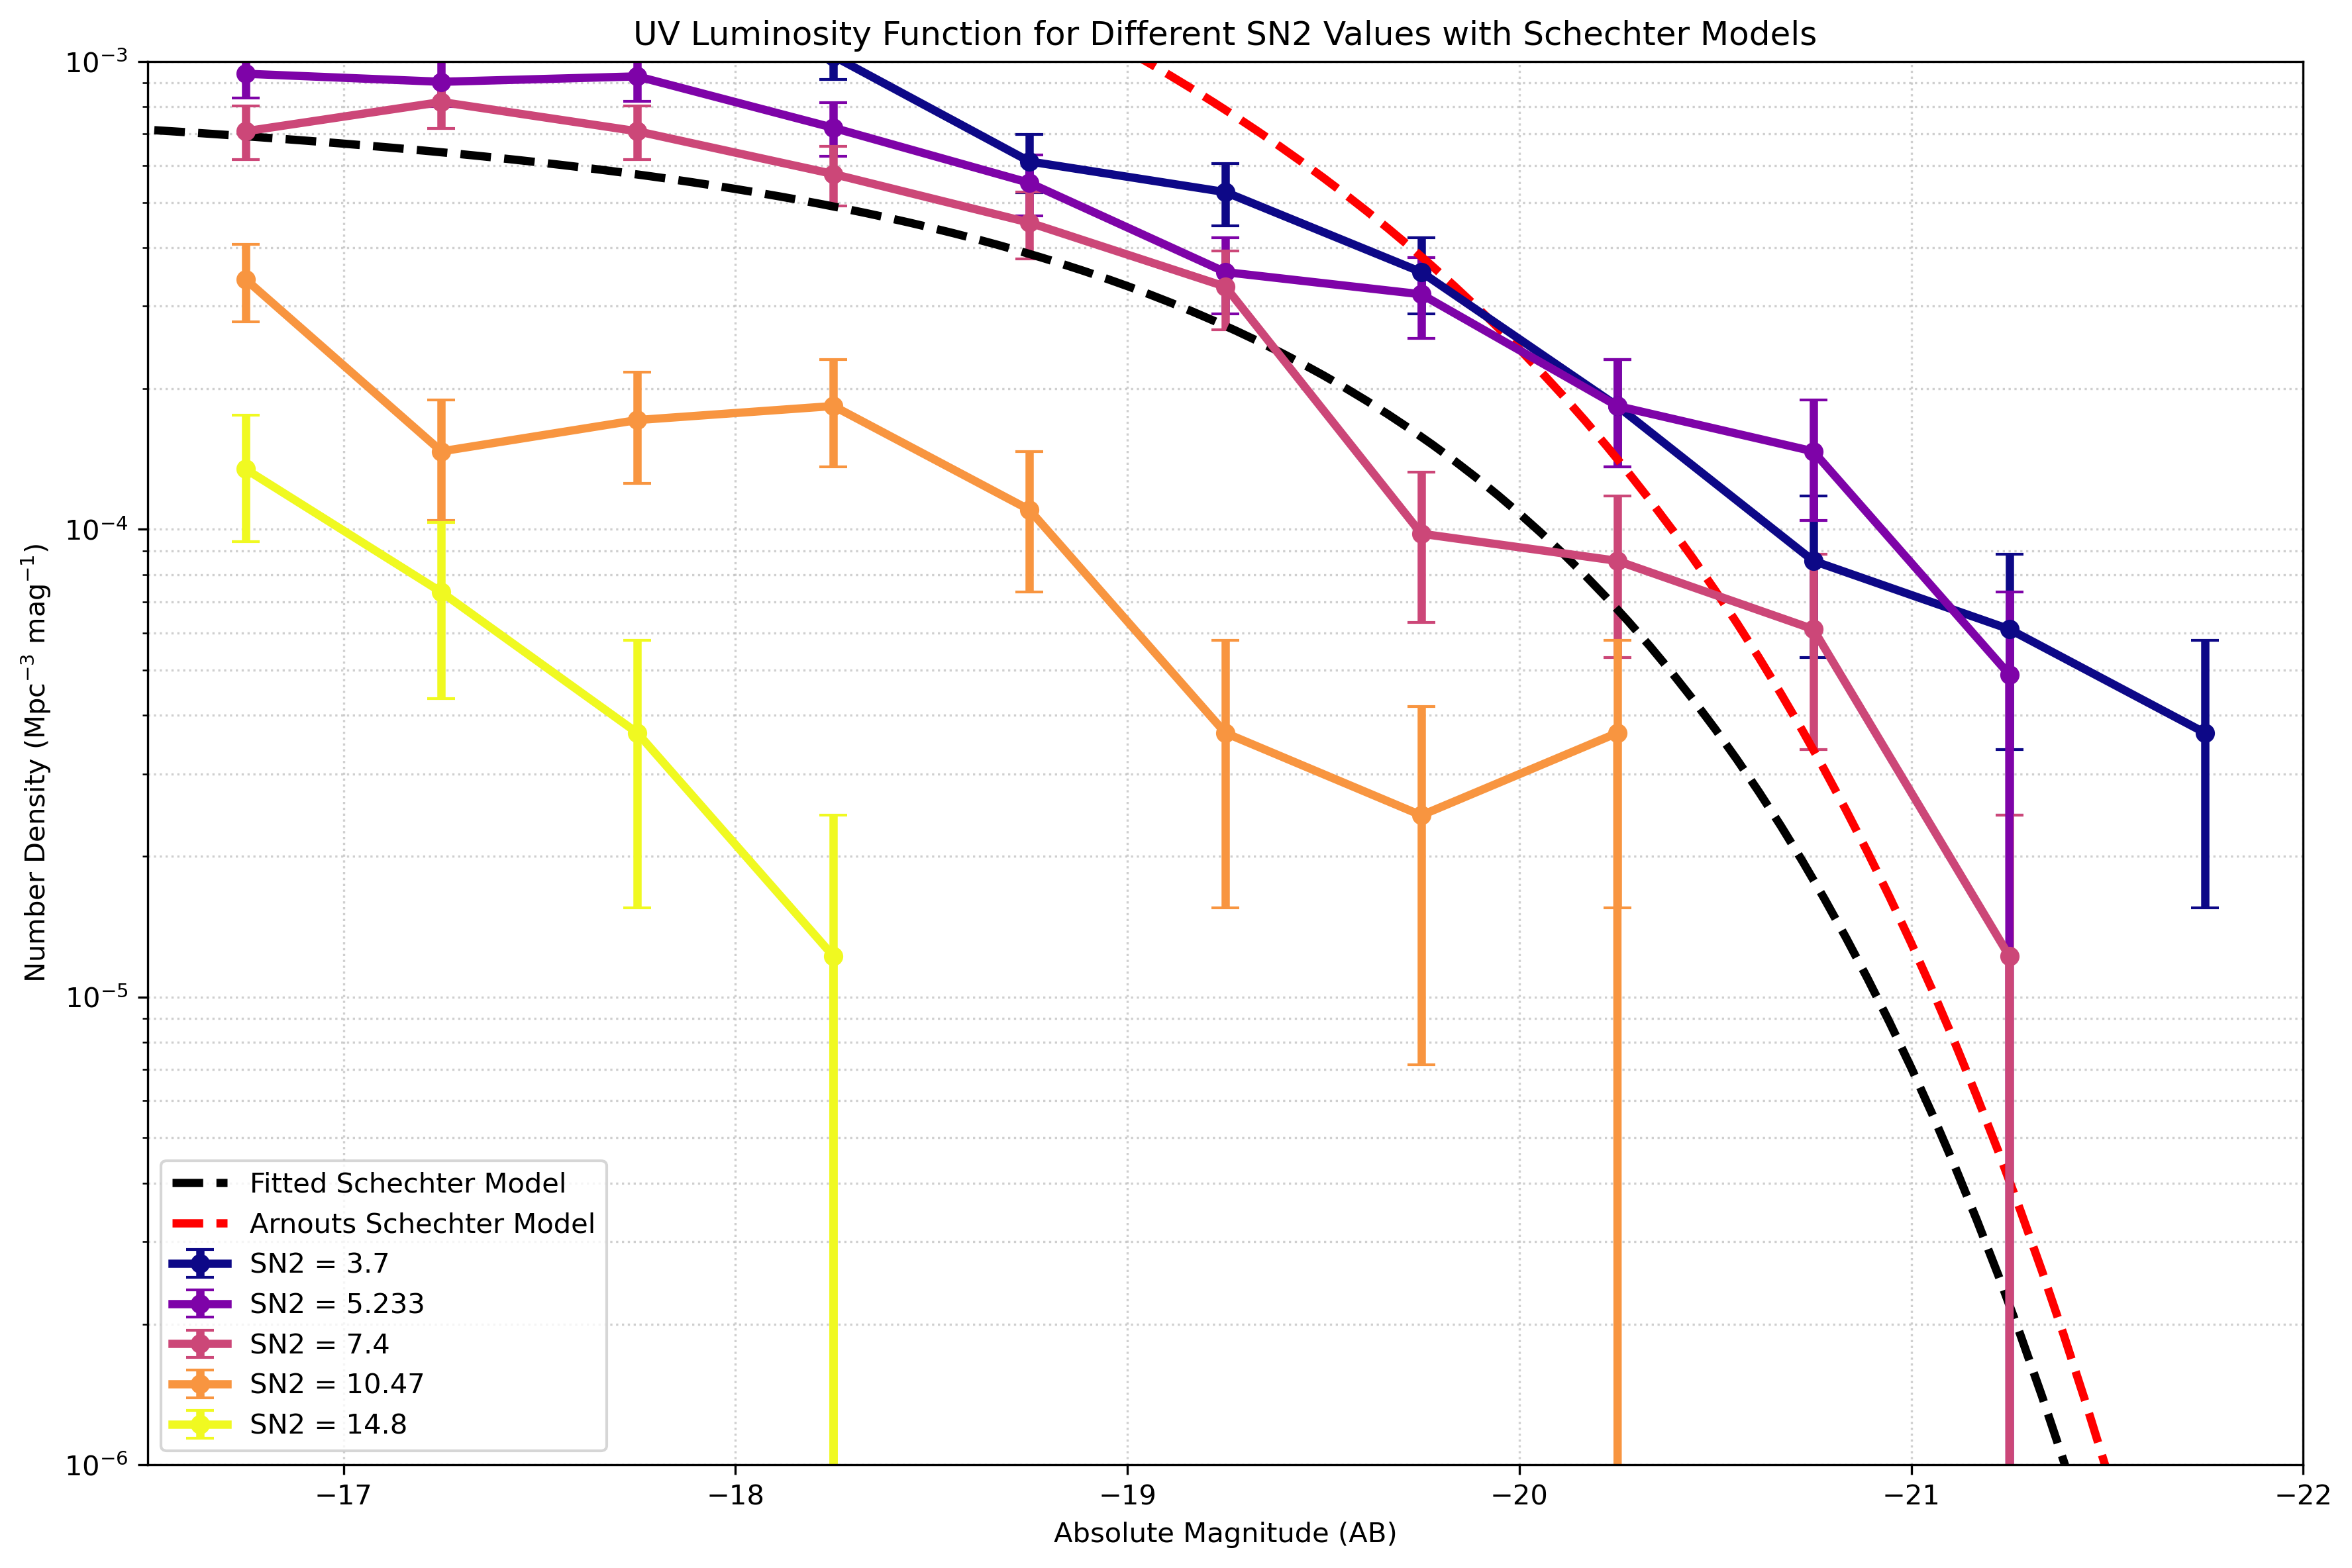 UV Luminosity Function for Different SN2 Values with Schechter Models
10⁻³
10⁻⁴
10⁻⁵
10⁻⁶
Number Density (Mpc⁻³ mag⁻¹)
Fitted Schechter Model
Arnouts Schechter Model
SN2 = 3.7
SN2 = 5.233
SN2 = 7.4
SN2 = 10.47
SN2 = 14.8
−17 −18 −19 −20 −21 −22
Absolute Magnitude (AB)